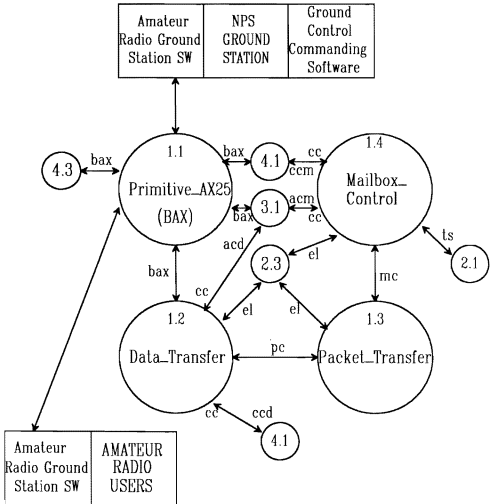 Amateur
Radio Ground
Station SW
NPS
GROUND
STATION
Ground
Control
Commanding
Software
1.1
Primitive_AX25
(BAX)
4.3
bax
bax
4.1
cc
ccm
1.4
Mailbox_
Control
bax
3.1
acm
cc
acd
cc
bax
2.3
el
el
el
ts
2.1
mc
1.2
Data_Transfer
pc
1.3
Packet_Transfer
cc
ccd
4.1
Amateur
Radio Ground
Station SW
AMATEUR
RADIO
USERS